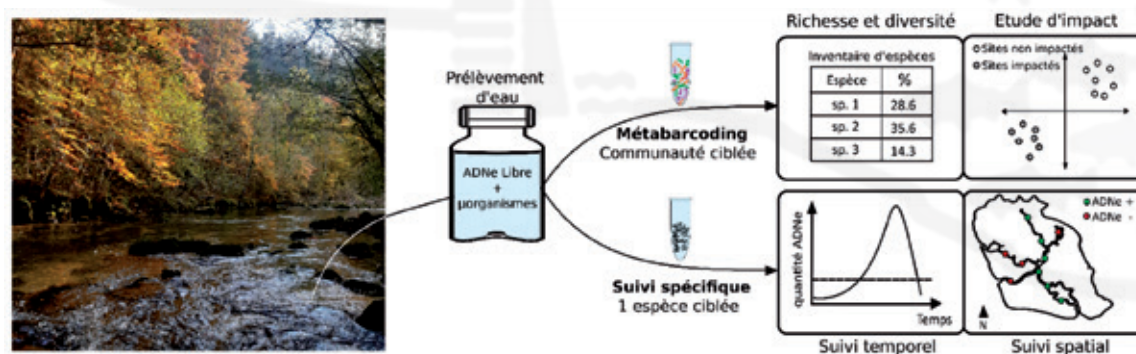 Prélèvement
d'eau
ADNe Libre
+
µorganismes
Métabarcoding
Communauté ciblée
Suivi spécifique
1 espèce ciblée
Richesse et diversité
Inventaire d'espèces
Espèce %
sp. 1 28.6
sp. 2 35.6
sp. 3 14.3
Etude d'impact
Sites non impactés
Sites impactés
quantité ADNe
Temps
Suivi temporel
ADNe +
ADNe -
N
Suivi spatial